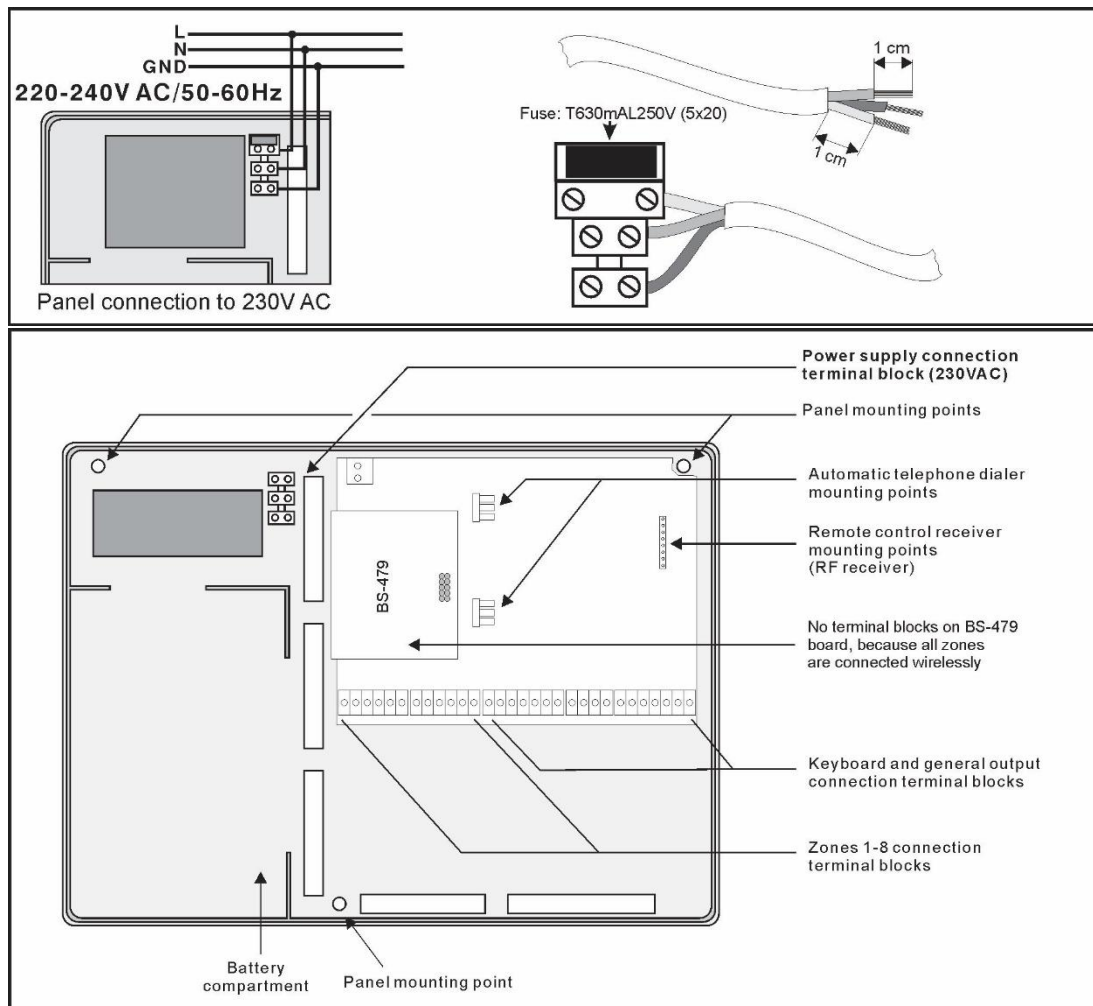 L
N
GND
220-240V AC/50-60Hz
Panel connection to 230V AC
Fuse: T630mAL250V (5x20)
1 cm
1 cm
Power supply connection
terminal block (230VAC)
Panel mounting points
Automatic telephone dialer
mounting points
Remote control receiver
mounting points
(RF receiver)
BS-479
No terminal blocks on BS-479
board, because all zones
are connected wirelessly
Keyboard and general output
connection terminal blocks
Zones 1-8 connection
terminal blocks
Battery
compartment
Panel mounting point